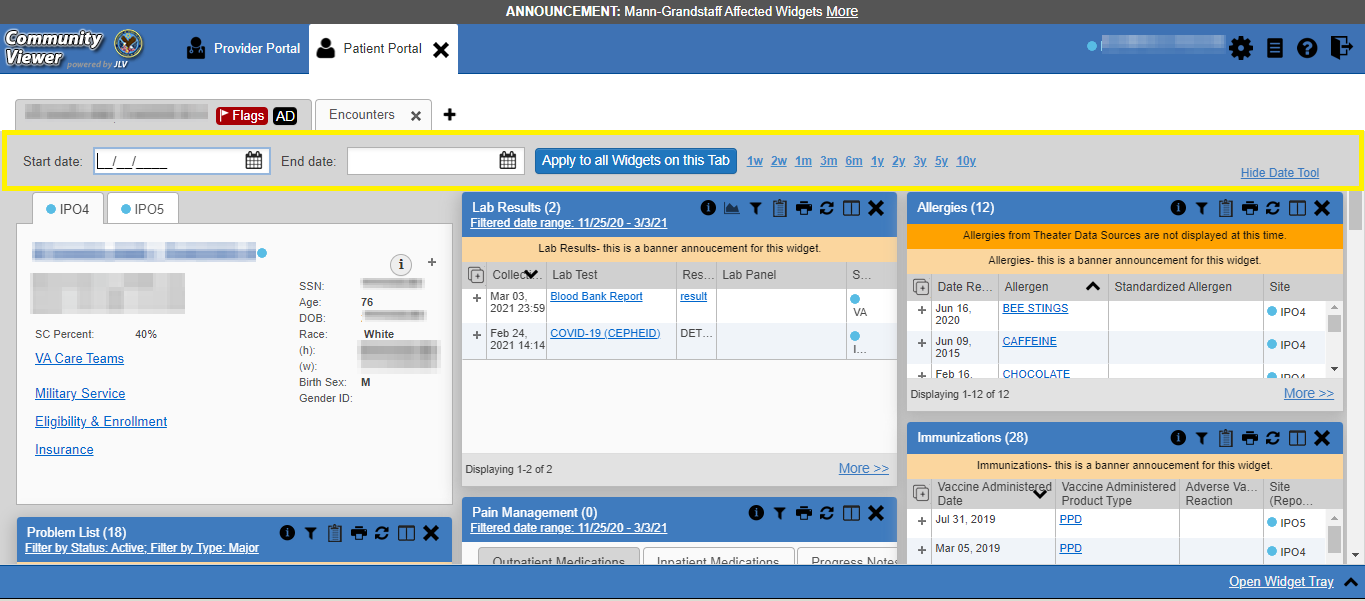 ANNOUNCEMENT: Mann-Grandstaff Affected Widgets More
Community Viewer powered by JLV
Provider Portal
Patient Portal
Flags AD
Encounters
Start date: __/__/____ End date: Apply to all Widgets on this Tab 1w 2w 1m 3m 6m 1y 2y 3y 5y 10y
Hide Date Tool
IPO4 IPO5
SSN:
Age: 76
DOB:
Race: White
(h):
(w):
Birth Sex: M
Gender ID:
SC Percent: 40%
VA Care Teams
Military Service
Eligibility & Enrollment
Insurance
Problem List (18)
Filter by Status: Active; Filter by Type: Major
Lab Results (2)
Filtered date range: 11/25/20 - 3/3/21
Lab Results- this is a banner annoucement for this widget.
Collect... Lab Test Res... Lab Panel S...
Mar 03, 2021 23:59 Blood Bank Report result VA
Feb 24, 2021 14:14 COVID-19 (CEPHEID) DET... I...
Displaying 1-2 of 2 More >>
Pain Management (0)
Filtered date range: 11/25/20 - 3/3/21
Outpatient Medications Inpatient Medications Progress Notes
Allergies (12)
Allergies from Theater Data Sources are not displayed at this time.
Allergies- this is a banner announcement for this widget.
Date Re... Allergen Standardized Allergen Site
Jun 16, 2020 BEE STINGS IPO4
Jun 09, 2015 CAFFEINE IPO4
Feb 16, CHOCOLATE IPO4
Displaying 1-12 of 12 More >>
Immunizations (28)
Immunizations- this is a banner annoucement for this widget.
Vaccine Administered Date Vaccine Administered Product Type Adverse Va... Reaction Site (Repo...
Jul 31, 2019 PPD IPO5
Mar 05, 2019 PPD IPO4
Open Widget Tray